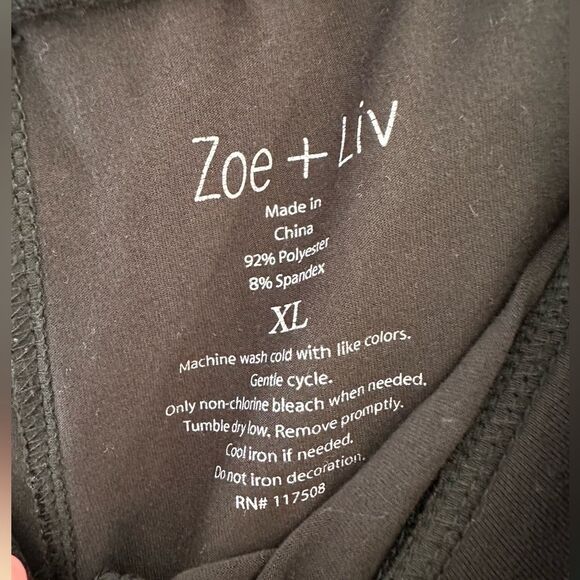 Zoe + Liv
Made in
China
92% Polyester
8% Spandex
XL
Machine wash cold with like colors.
Gentle cycle.
Only non-chlorine bleach when needed.
Tumble dry low. Remove promptly.
Cool iron if needed.
Do not iron decoration.
RN# 117508